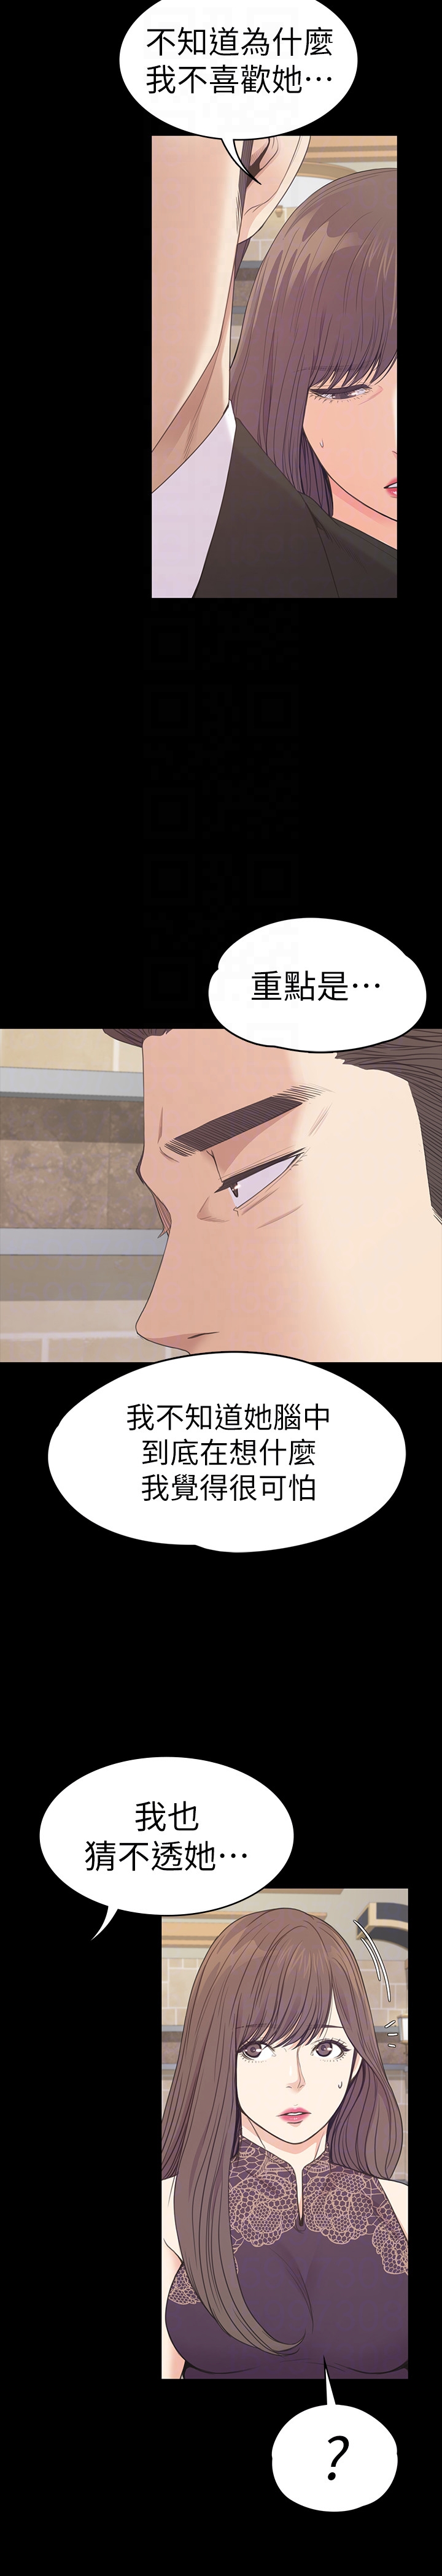 不知道為什麼
我不喜歡她⋯
重點是⋯
我不知道她腦中
到底在想什麼
我覺得很可怕
我也
猜不透她⋯
？